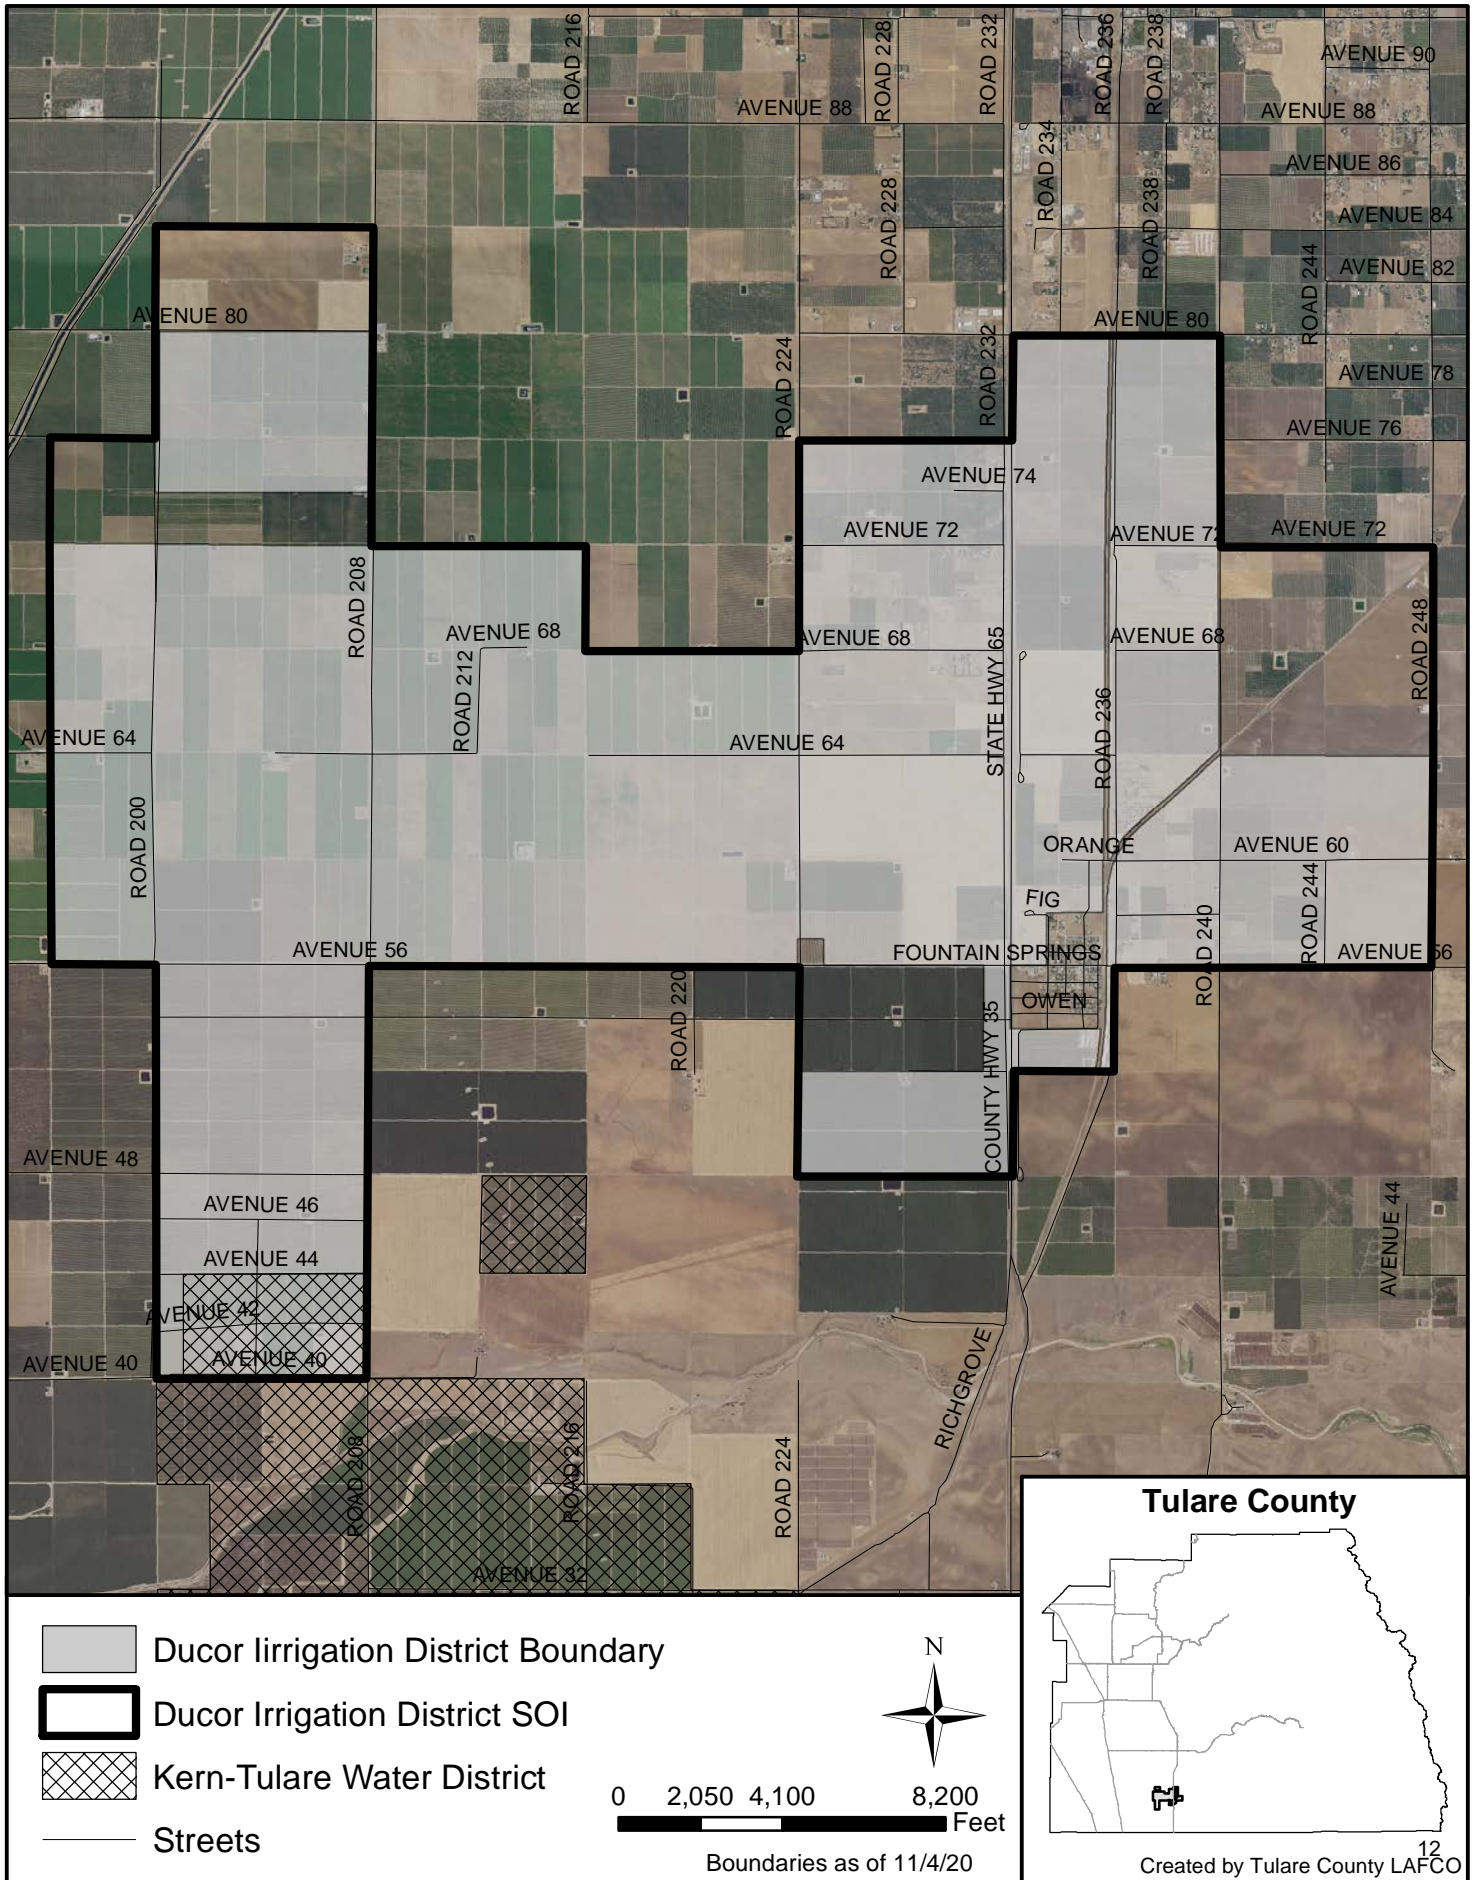 ROAD 216
ROAD 228
ROAD 232
ROAD 236
ROAD 238
AVENUE 90
AVENUE 88
AVENUE 88
ROAD 234
AVENUE 86
ROAD 228
ROAD 238
AVENUE 84
ROAD 244
AVENUE 82
AVENUE 80
AVENUE 80
ROAD 224
ROAD 232
AVENUE 78
AVENUE 76
AVENUE 74
AVENUE 72
AVENUE 72
AVENUE 72
ROAD 208
AVENUE 68
AVENUE 68
AVENUE 68
ROAD 248
ROAD 212
STATE HWY 65
ROAD 236
AVENUE 64
AVENUE 64
ROAD 200
ORANGE
AVENUE 60
FIG
ROAD 240
ROAD 244
AVENUE 56
FOUNTAIN SPRINGS
AVENUE 56
ROAD 220
OWEN
COUNTY HWY 35
AVENUE 48
AVENUE 46
AVENUE 44
AVENUE 44
AVENUE 42
AVENUE 40
AVENUE 40
RICHGROVE
ROAD 208
ROAD 216
ROAD 224
AVENUE 32
Ducor Iirrigation District Boundary
Ducor Irrigation District SOI
Kern-Tulare Water District
Streets
N
0 2,050 4,100 8,200
Feet
Boundaries as of 11/4/20
Tulare County
12
Created by Tulare County LAFCO